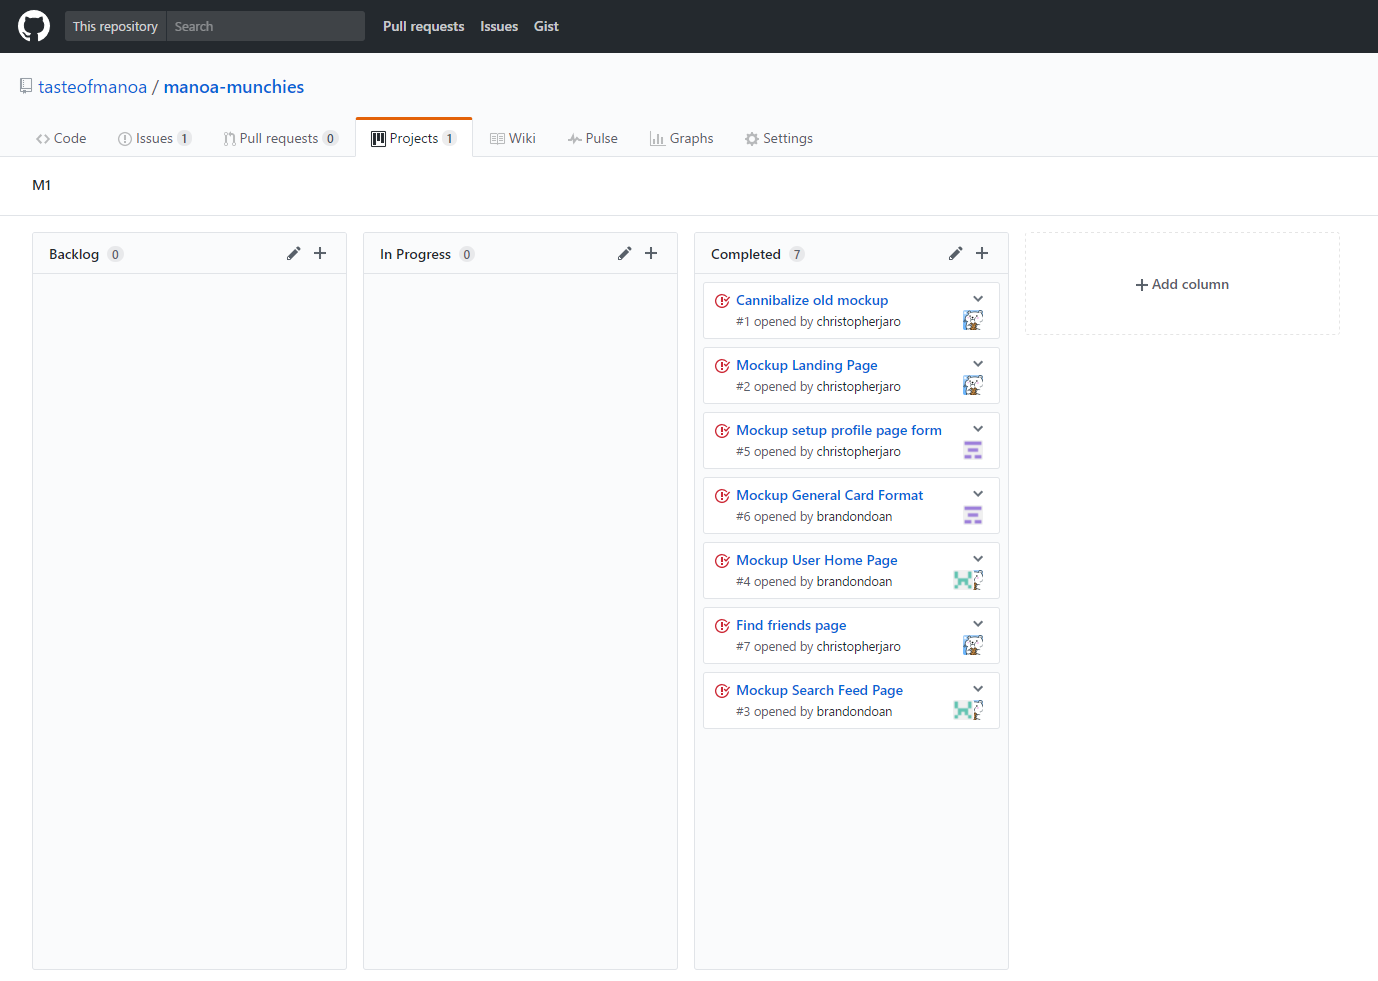 This repository Search Pull requests Issues Gist
tasteofmanoa / manoa-munchies
Code Issues 1 Pull requests 0 Projects 1 Wiki Pulse Graphs Settings
M1
Backlog 0
In Progress 0
Completed 7
Cannibalize old mockup
#1 opened by christopherjaro
Mockup Landing Page
#2 opened by christopherjaro
Mockup setup profile page form
#5 opened by christopherjaro
Mockup General Card Format
#6 opened by brandondoan
Mockup User Home Page
#4 opened by brandondoan
Find friends page
#7 opened by christopherjaro
Mockup Search Feed Page
#3 opened by brandondoan
Add column